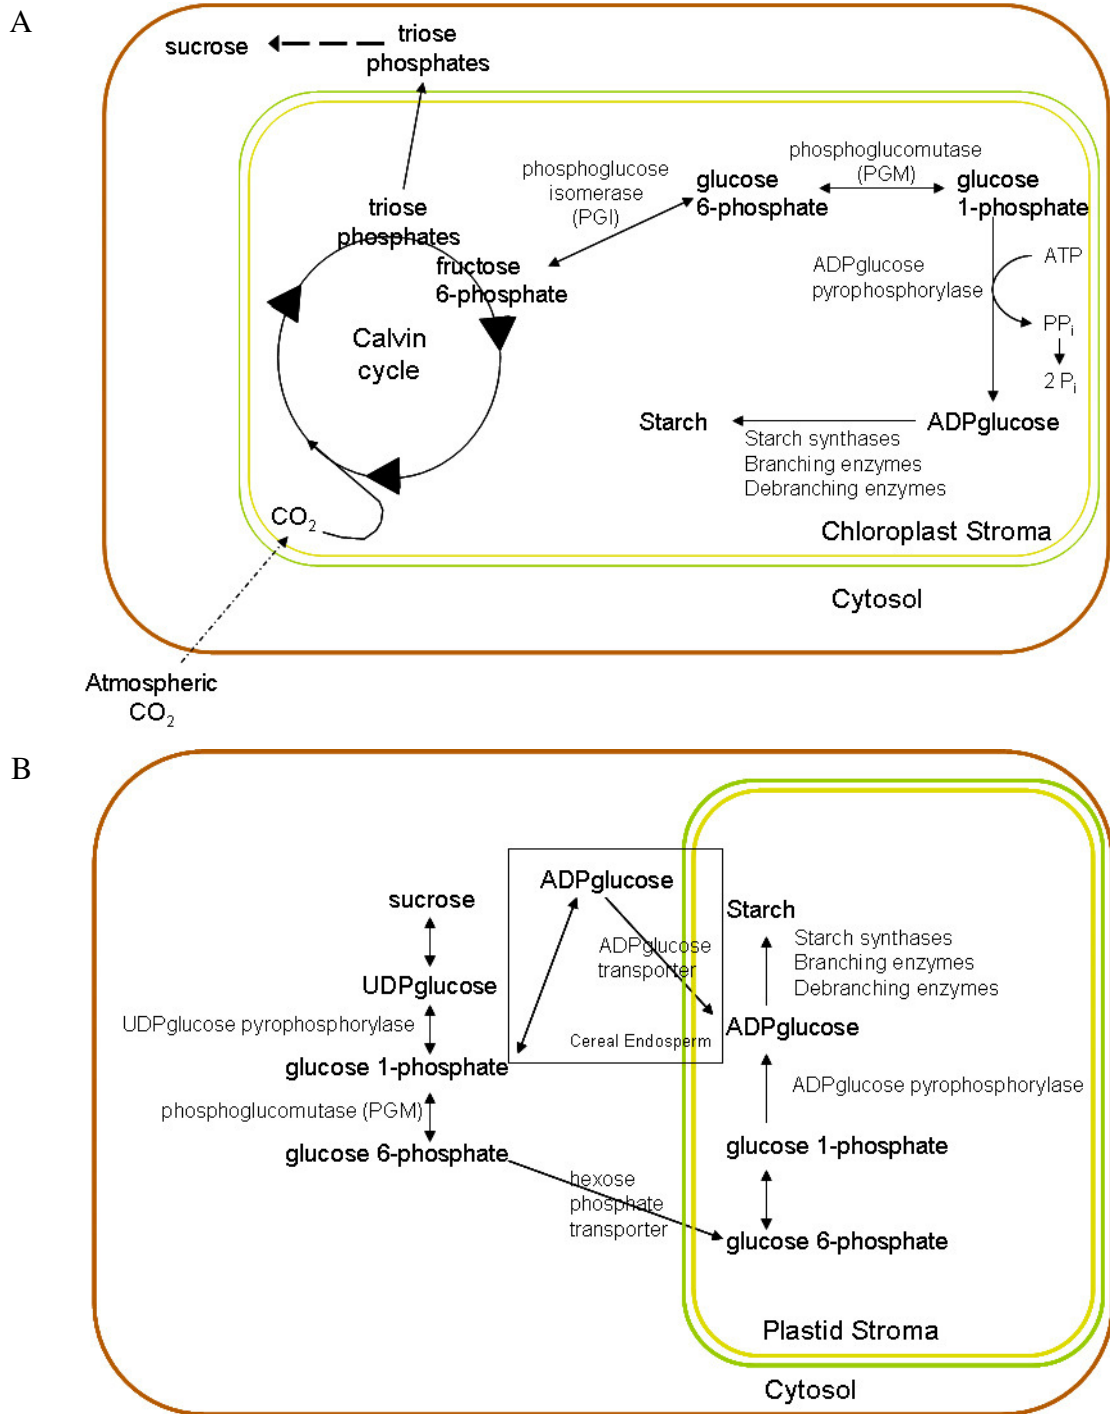 A
sucrose
triose
phosphates
phosphoglucose
isomerase
(PGI)
phosphoglucomutase
(PGM)
glucose
6-phosphate
glucose
1-phosphate
triose
phosphates
fructose
6-phosphate
ADPglucose
pyrophosphorylase
ATP
PPi
2 Pi
Calvin
cycle
Starch
ADPglucose
Starch synthases
Branching enzymes
Debranching enzymes
CO2
Chloroplast Stroma
Cytosol
Atmospheric
CO2
B
ADPglucose
sucrose
Starch
ADPglucose
transporter
Starch synthases
Branching enzymes
Debranching enzymes
UDPglucose
UDPglucose pyrophosphorylase
ADPglucose
Cereal Endosperm
glucose 1-phosphate
ADPglucose pyrophosphorylase
phosphoglucomutase (PGM)
glucose 6-phosphate
glucose 1-phosphate
hexose
phosphate
transporter
glucose 6-phosphate
Plastid Stroma
Cytosol